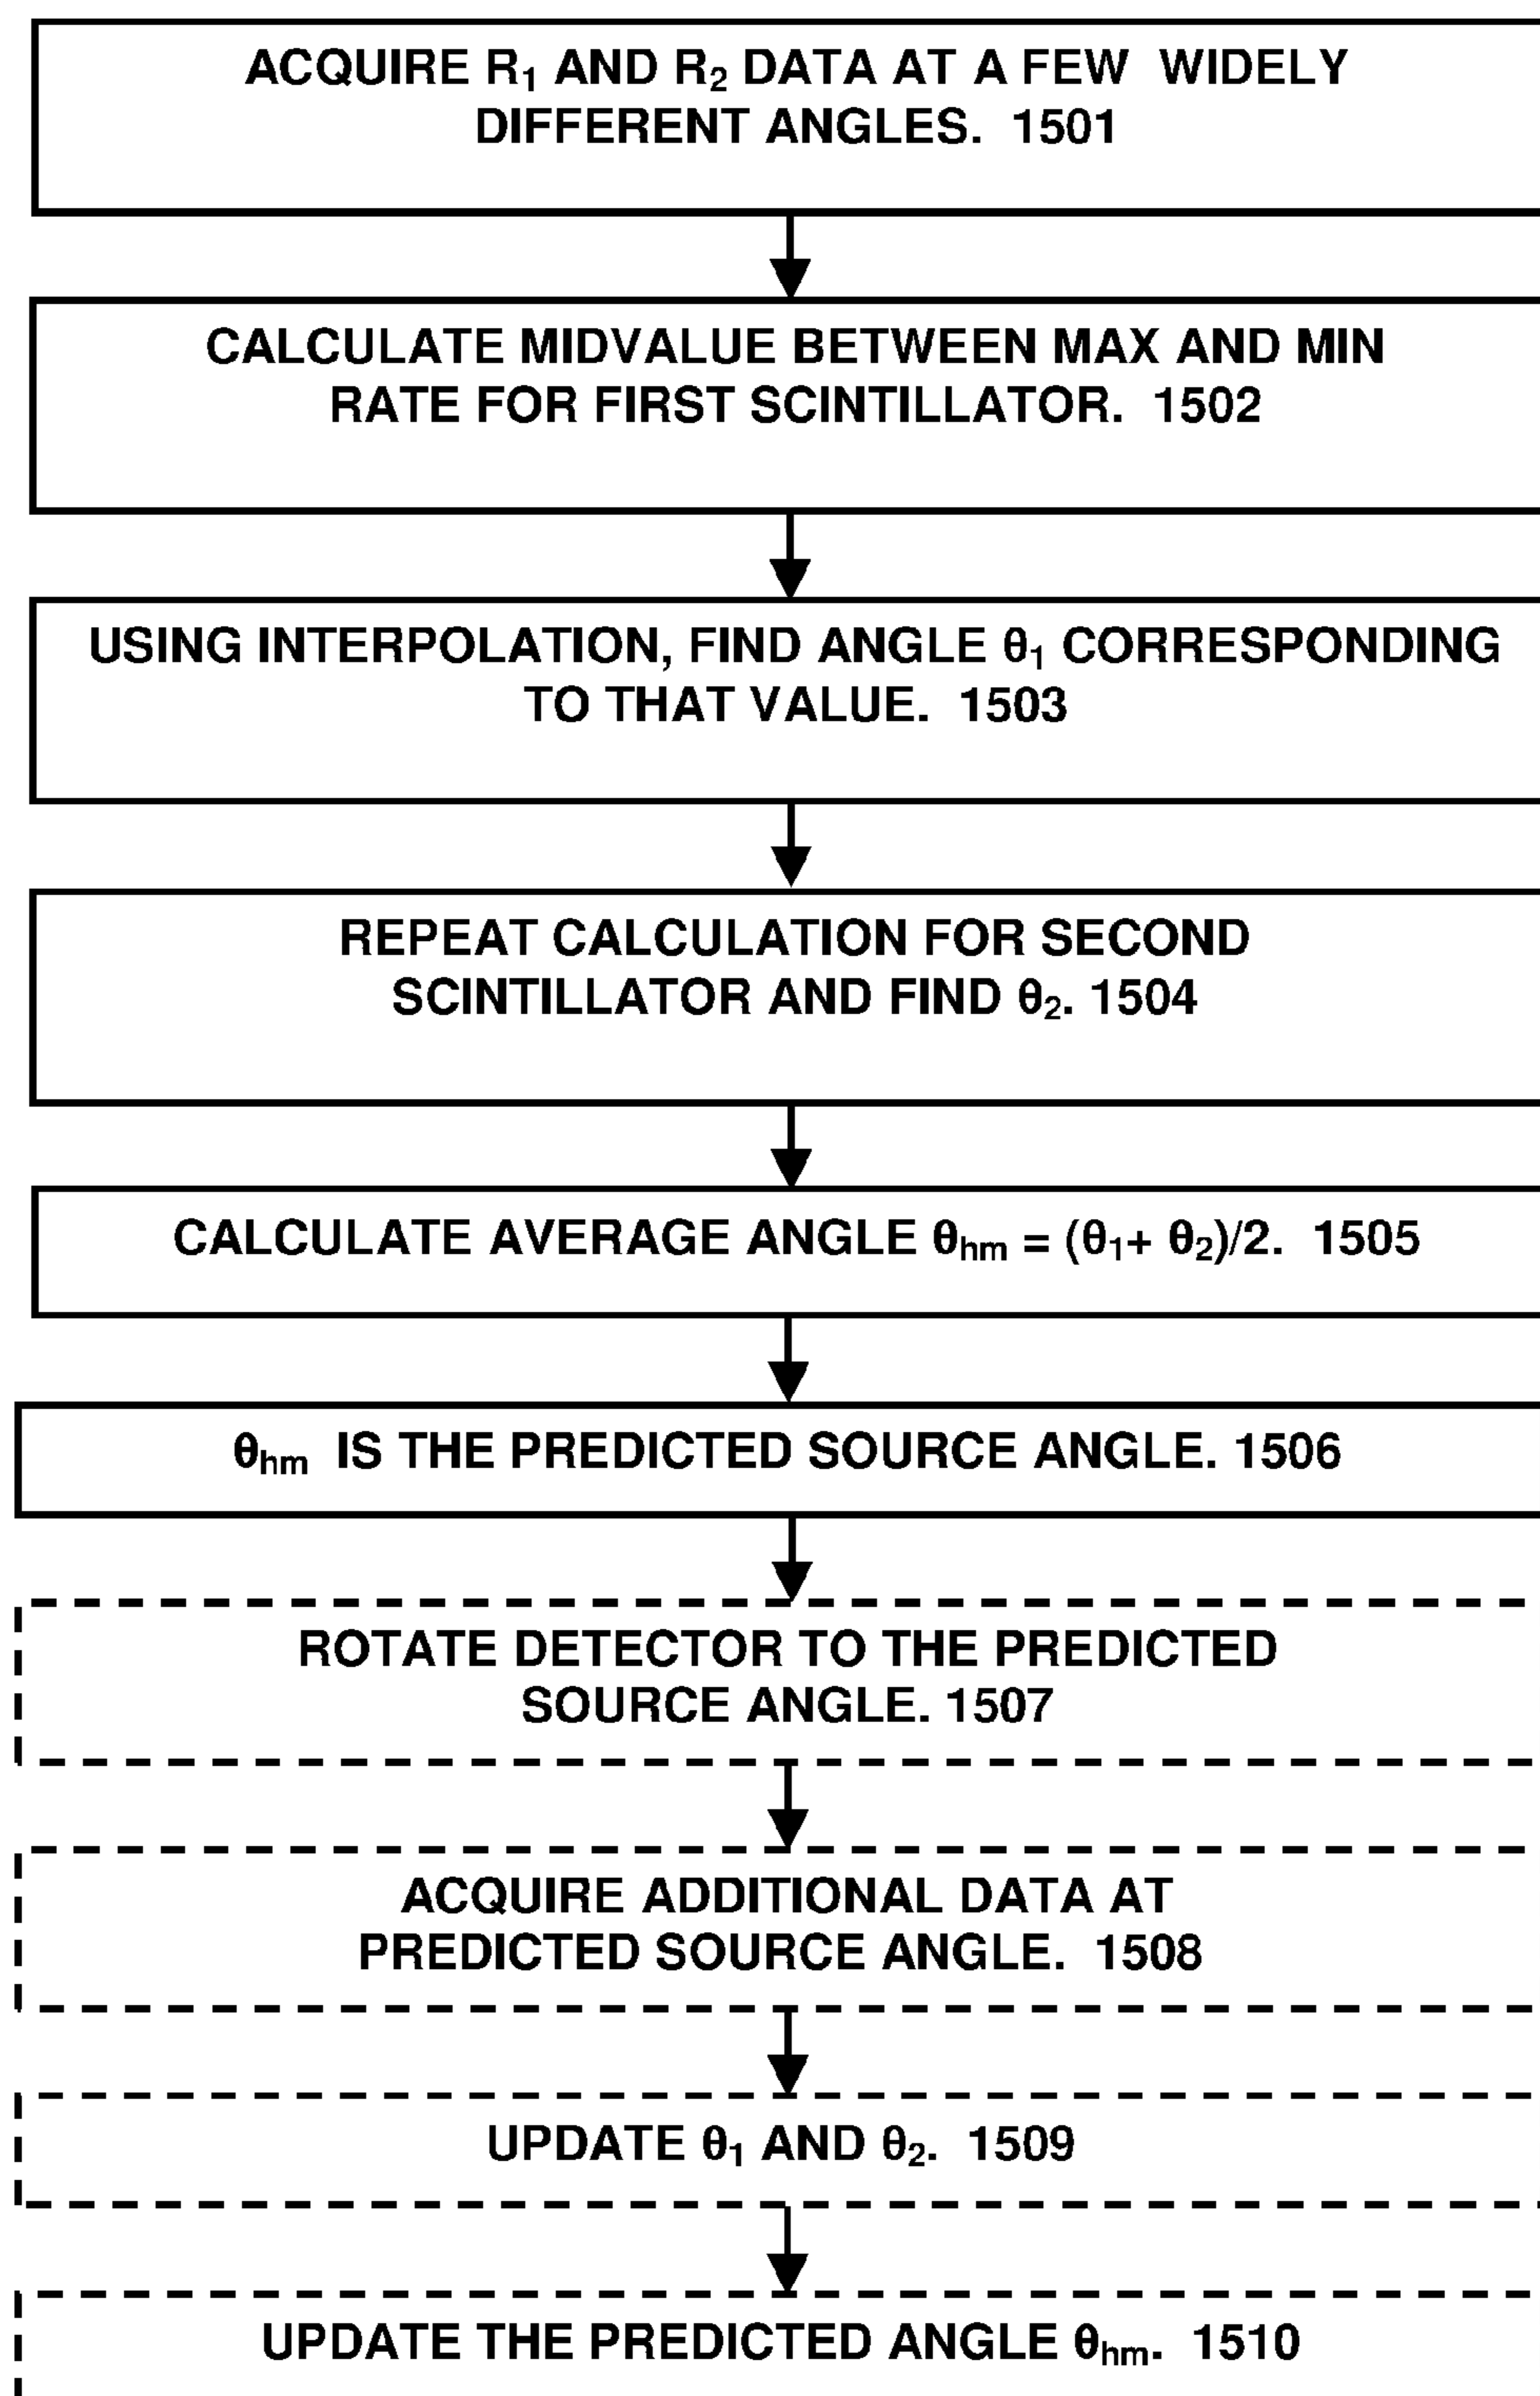 ACQUIRE R₁ AND R₂ DATA AT A FEW WIDELY
DIFFERENT ANGLES. 1501
CALCULATE MIDVALUE BETWEEN MAX AND MIN
RATE FOR FIRST SCINTILLATOR. 1502
USING INTERPOLATION, FIND ANGLE θ₁ CORRESPONDING
TO THAT VALUE. 1503
REPEAT CALCULATION FOR SECOND
SCINTILLATOR AND FIND θ₂. 1504
CALCULATE AVERAGE ANGLE θhm = (θ₁+ θ₂)/2. 1505
θhm IS THE PREDICTED SOURCE ANGLE. 1506
ROTATE DETECTOR TO THE PREDICTED
SOURCE ANGLE. 1507
ACQUIRE ADDITIONAL DATA AT
PREDICTED SOURCE ANGLE. 1508
UPDATE θ₁ AND θ₂. 1509
UPDATE THE PREDICTED ANGLE θhm. 1510